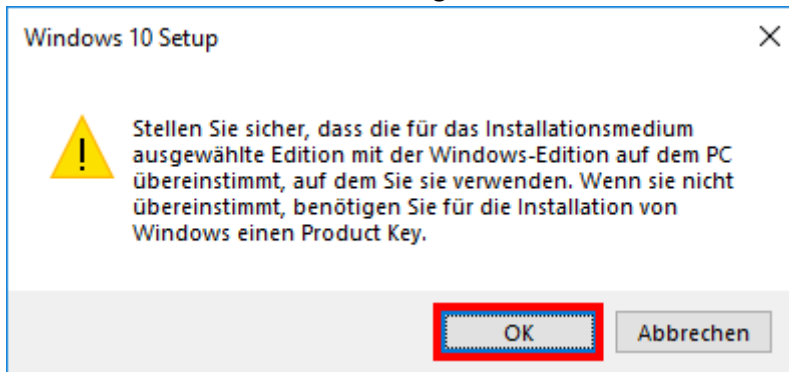 Windows 10 Setup
Stellen Sie sicher, dass die für das Installationsmedium
ausgewählte Edition mit der Windows-Edition auf dem PC
übereinstimmt, auf dem Sie sie verwenden. Wenn sie nicht
übereinstimmt, benötigen Sie für die Installation von
Windows einen Product Key.
OK
Abbrechen